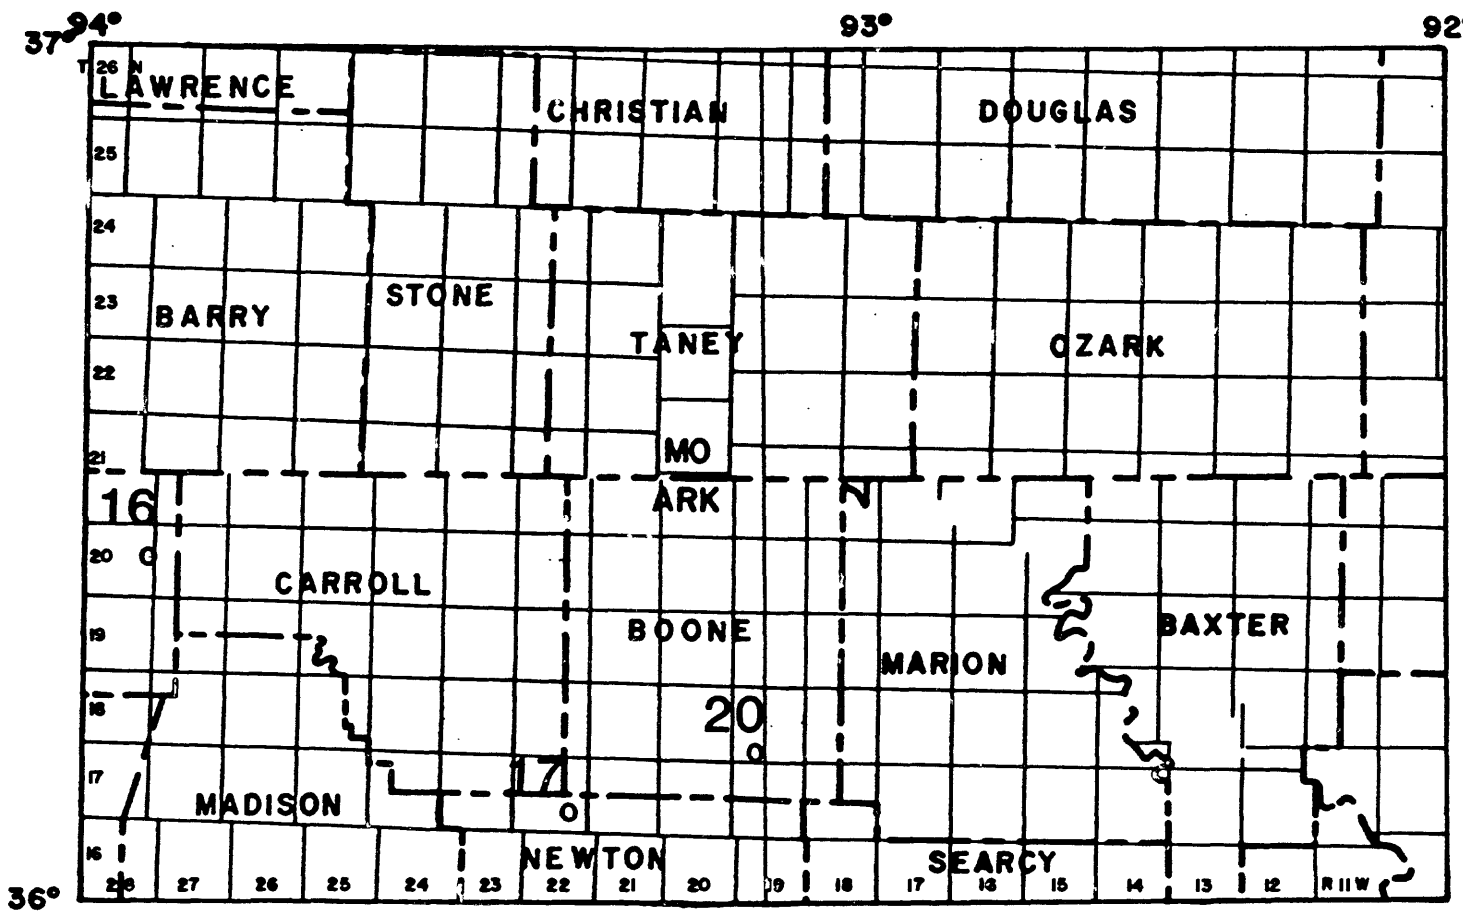 94° 93° 92°
37°
T 26 N
LAWRENCE
CHRISTIAN DOUGLAS
25
24
23 STONE
BARRY
TANEY OZARK
22
MO
21
16 ARK 2
20
CARROLL
19 BOONE BAXTER
MARION
18 20
17 17
MADISON
16 NEWTON SEARCY
36° 28 27 26 25 24 23 22 21 20 19 18 17 16 15 14 13 12 R 11 W